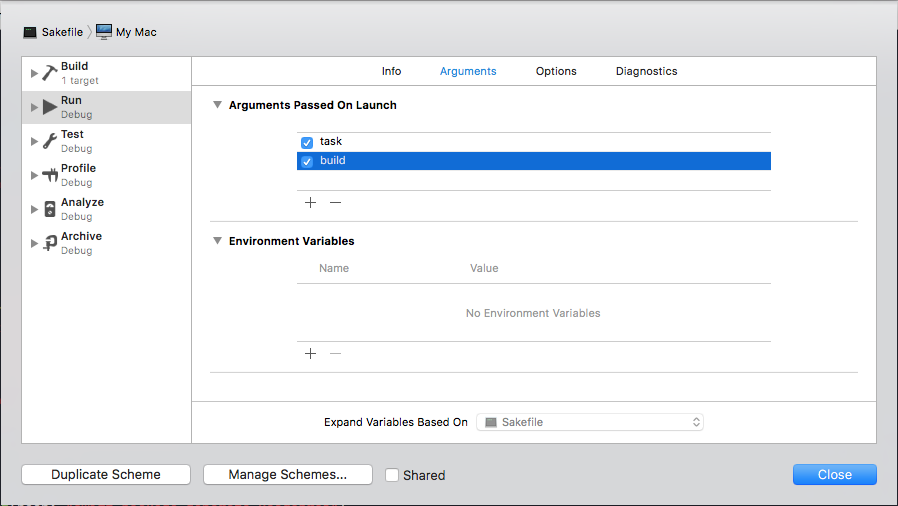 Sakefile My Mac
Build
1 target
Run
Debug
Test
Debug
Profile
Debug
Analyze
Debug
Archive
Debug
Info Arguments Options Diagnostics
Arguments Passed On Launch
task
build
Environment Variables
Name Value
No Environment Variables
Expand Variables Based On Sakefile
Duplicate Scheme Manage Schemes... Shared Close